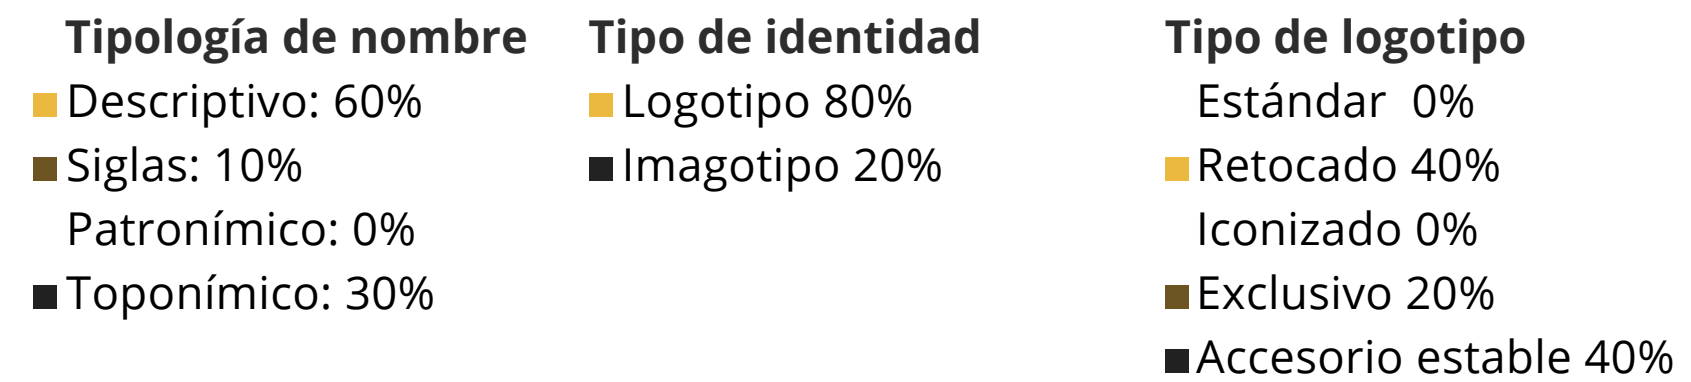 Tipología de nombre
Descriptivo: 60%
Siglas: 10%
Patronímico: 0%
Toponímico: 30%
Tipo de identidad
Logotipo 80%
Imagotipo 20%
Tipo de logotipo
Estándar 0%
Retocado 40%
Iconizado 0%
Exclusivo 20%
Accesorio estable 40%